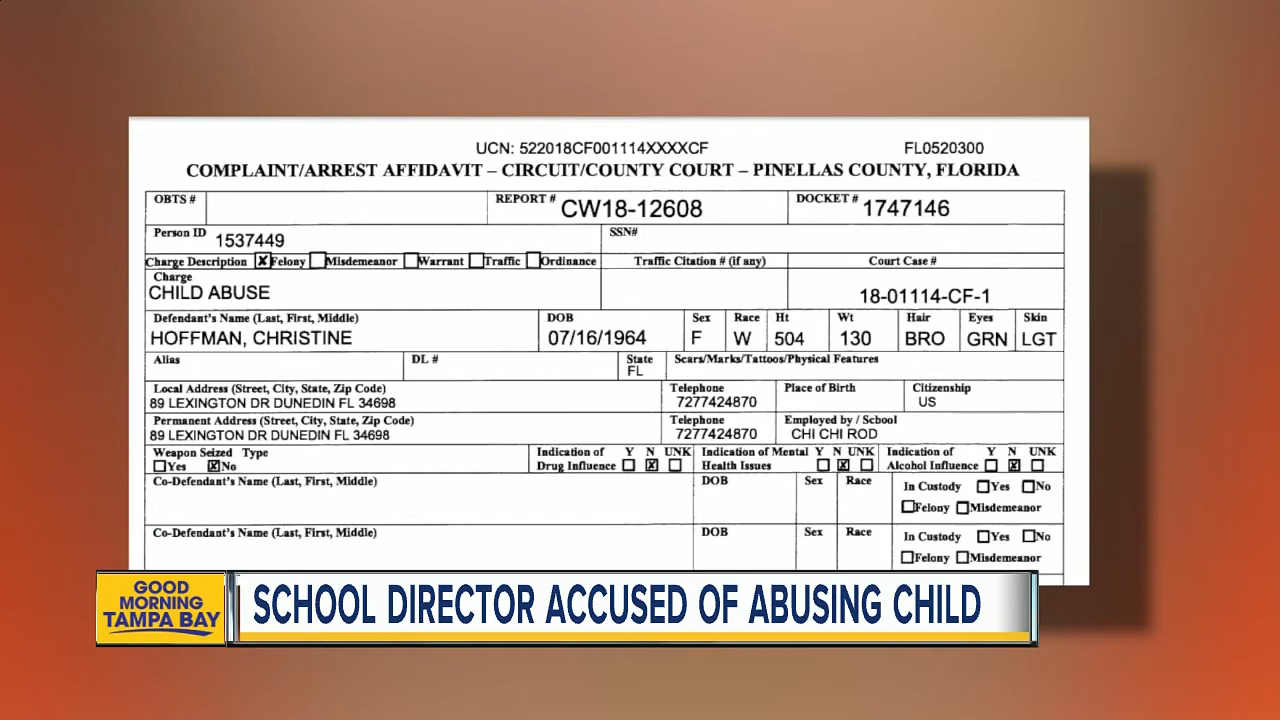 UCN: 522018CF001114XXXXCF FL0520300
COMPLAINT/ARREST AFFIDAVIT – CIRCUIT/COUNTY COURT – PINELLAS COUNTY, FLORIDA
OBTS # REPORT # CW18-12608 DOCKET # 1747146
Person ID 1537449 SSN#
Charge Description X Felony Misdemeanor Warrant Traffic Ordinance Traffic Citation # (if any) Court Case #
Charge
CHILD ABUSE 18-01114-CF-1
Defendant's Name (Last, First, Middle) DOB Sex Race Ht Wt Hair Eyes Skin
HOFFMAN, CHRISTINE 07/16/1964 F W 504 130 BRO GRN LGT
Alias DL # State Scars/Marks/Tattoos/Physical Features
FL
Local Address (Street, City, State, Zip Code) Telephone Place of Birth Citizenship
89 LEXINGTON DR DUNEDIN FL 34698 7277424870 US
Permanent Address (Street, City, State, Zip Code) Telephone Employed by / School
89 LEXINGTON DR DUNEDIN FL 34698 7277424870 CHI CHI ROD
Weapon Seized Type Indication of Y N UNK Indication of Mental Y N UNK Indication of Y N UNK
Yes X No Drug Influence X Health Issues X Alcohol Influence X
Co-Defendant's Name (Last, First, Middle) DOB Sex Race In Custody Yes No
Felony Misdemeanor
Co-Defendant's Name (Last, First, Middle) DOB Sex Race In Custody Yes No
Felony Misdemeanor
GOOD
MORNING
TAMPA BAY
SCHOOL DIRECTOR ACCUSED OF ABUSING CHILD